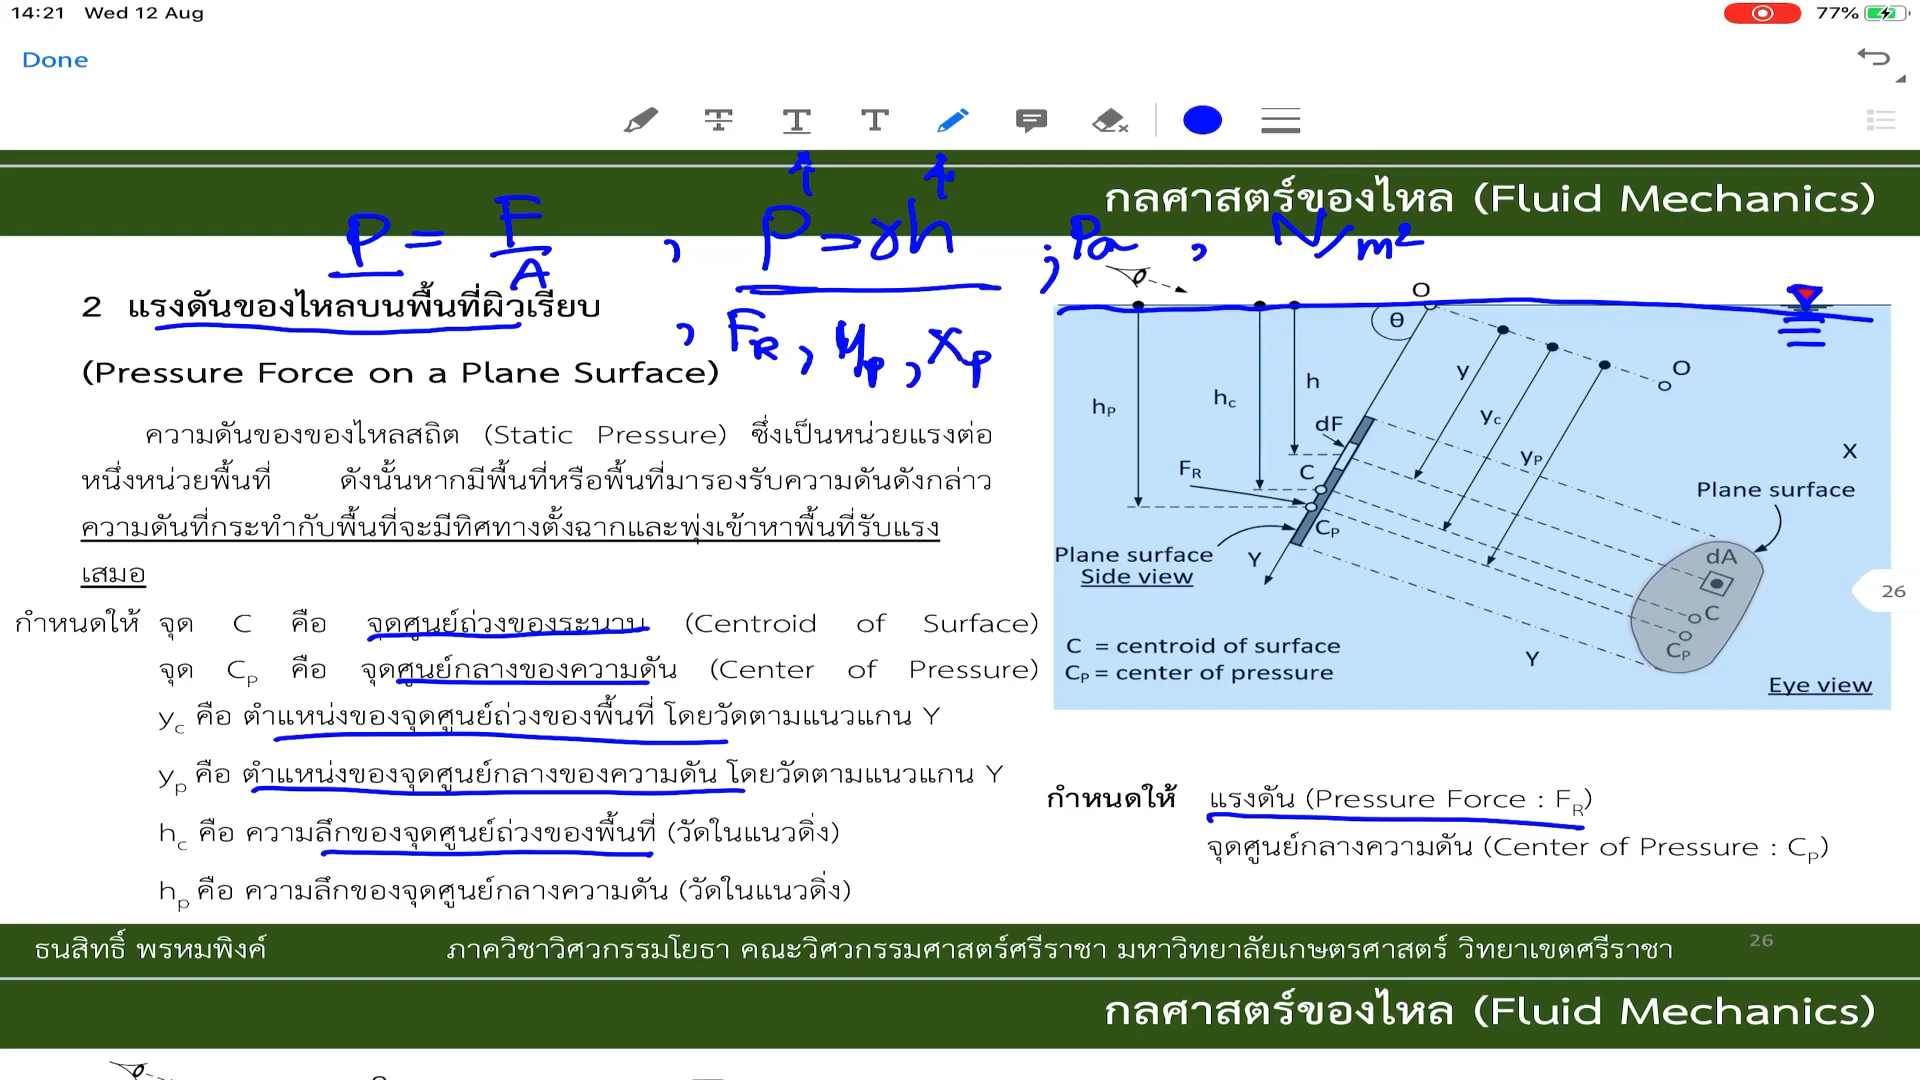 14:21 Wed 12 Aug
77%
Done
กลศาสตร์ของไหล (Fluid Mechanics)
P = F/A , P = γh ; Pa , N/m²
2 แรงดันของไหลบนพื้นที่ผิวเรียบ
, FR , yp , xp
(Pressure Force on a Plane Surface)
ความดันของของไหลสถิต (Static Pressure) ซึ่งเป็นหน่วยแรงต่อ
หนึ่งหน่วยพื้นที่ ดังนั้นหากมีพื้นที่หรือพื้นที่มารองรับความดันดังกล่าว
ความดันที่กระทำกับพื้นที่จะมีทิศทางตั้งฉากและพุ่งเข้าหาพื้นที่รับแรง
เสมอ
กำหนดให้ จุด C คือ จุดศูนย์ถ่วงของระนาบ (Centroid of Surface)
จุด CP คือ จุดศูนย์กลางของความดัน (Center of Pressure)
yc คือ ตำแหน่งของจุดศูนย์ถ่วงของพื้นที่ โดยวัดตามแนวแกน Y
yp คือ ตำแหน่งของจุดศูนย์กลางของความดัน โดยวัดตามแนวแกน Y
hc คือ ความลึกของจุดศูนย์ถ่วงของพื้นที่ (วัดในแนวดิ่ง)
hp คือ ความลึกของจุดศูนย์กลางความดัน (วัดในแนวดิ่ง)
O
θ
O
hP
hc
h
y
yc
yP
dF
X
FR
C
Plane surface
CP
Plane surface
Side view
Y
dA
C
CP
Y
C = centroid of surface
CP = center of pressure
Eye view
26
กำหนดให้ แรงดัน (Pressure Force : FR)
จุดศูนย์กลางความดัน (Center of Pressure : CP)
ธนสิทธิ์ พรหมพิงค์ ภาควิชาวิศวกรรมโยธา คณะวิศวกรรมศาสตร์ศรีราชา มหาวิทยาลัยเกษตรศาสตร์ วิทยาเขตศรีราชา 26
กลศาสตร์ของไหล (Fluid Mechanics)